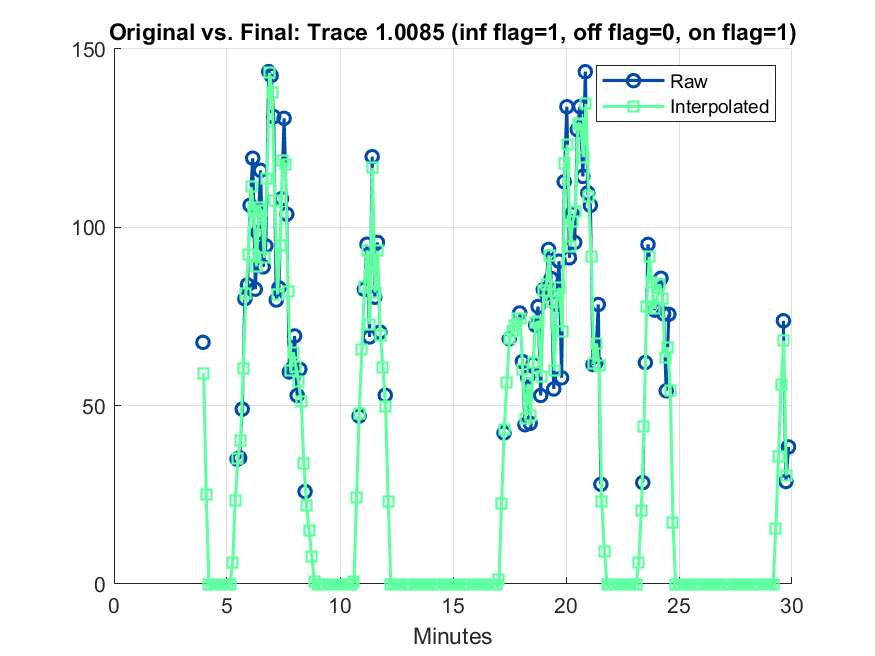 Original vs. Final: Trace 1.0085 (inf flag=1, off flag=0, on flag=1)
150
Raw
Interpolated
100
50
0
0 5 10 15 20 25 30
Minutes